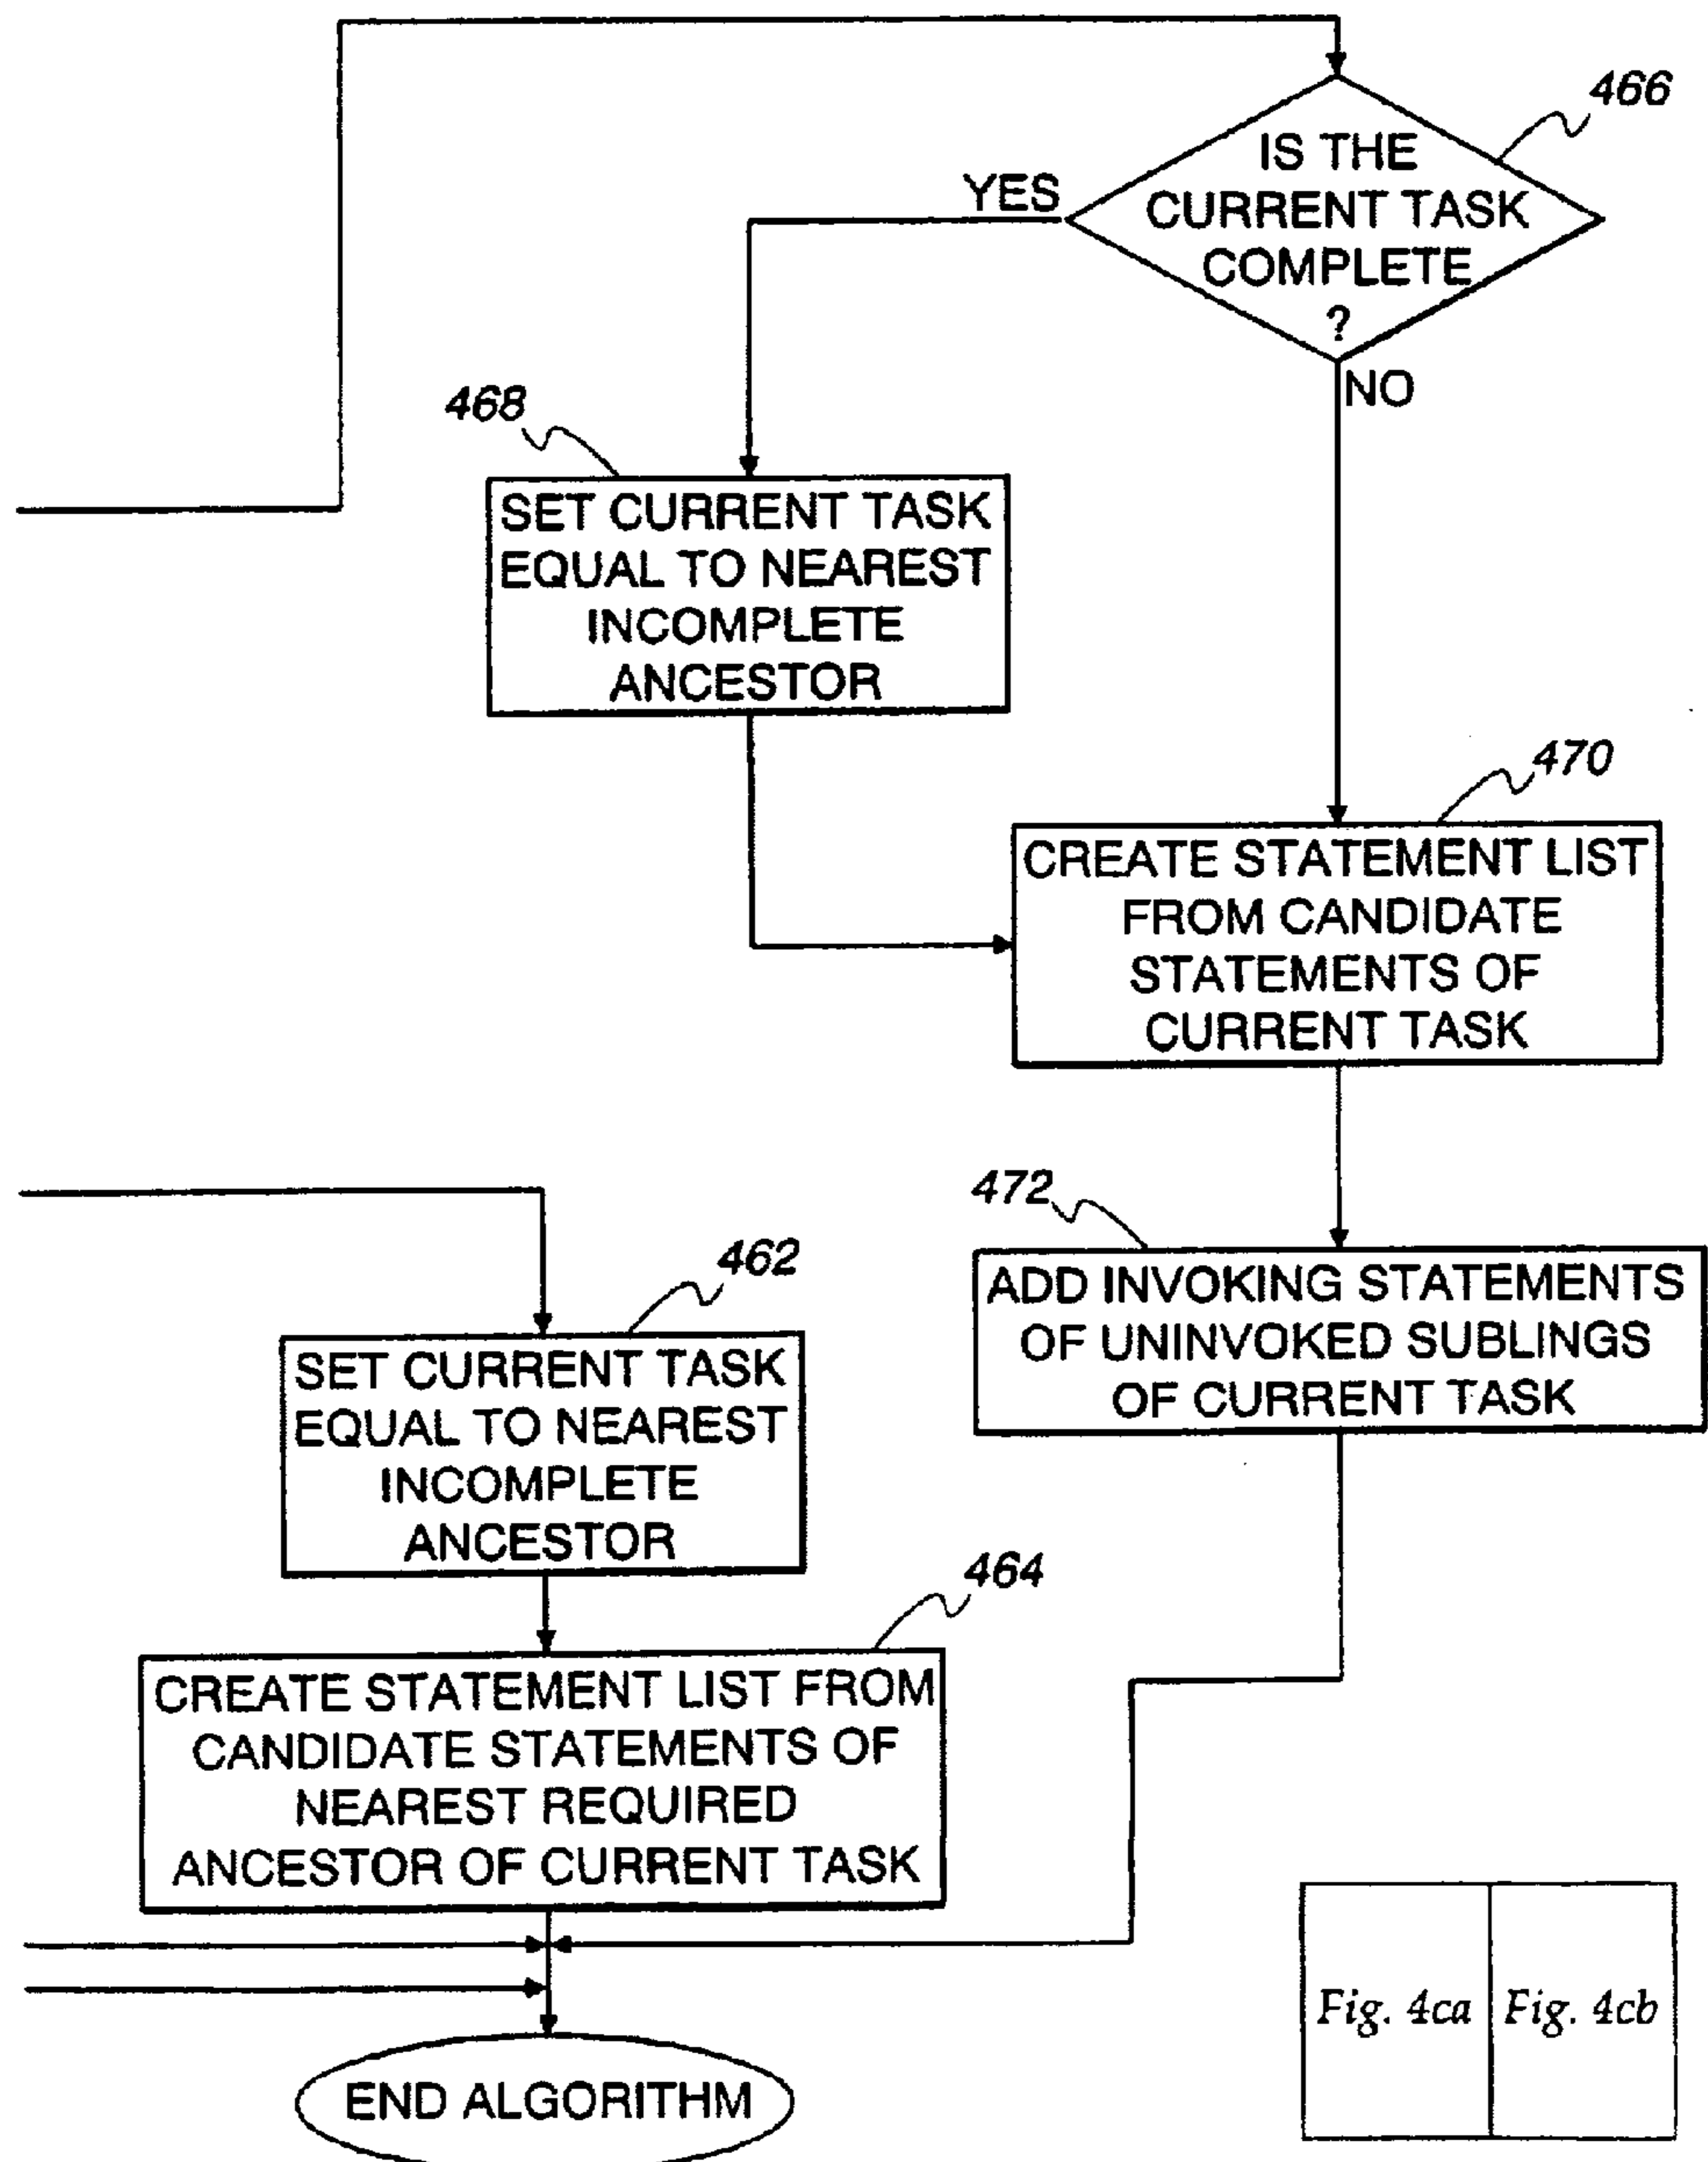 466
IS THE
CURRENT TASK
COMPLETE
?
YES
NO
468
SET CURRENT TASK
EQUAL TO NEAREST
INCOMPLETE
ANCESTOR
470
CREATE STATEMENT LIST
FROM CANDIDATE
STATEMENTS OF
CURRENT TASK
472
ADD INVOKING STATEMENTS
OF UNINVOKED SUBLINGS
OF CURRENT TASK
462
SET CURRENT TASK
EQUAL TO NEAREST
INCOMPLETE
ANCESTOR
464
CREATE STATEMENT LIST FROM
CANDIDATE STATEMENTS OF
NEAREST REQUIRED
ANCESTOR OF CURRENT TASK
END ALGORITHM
Fig. 4ca
Fig. 4cb